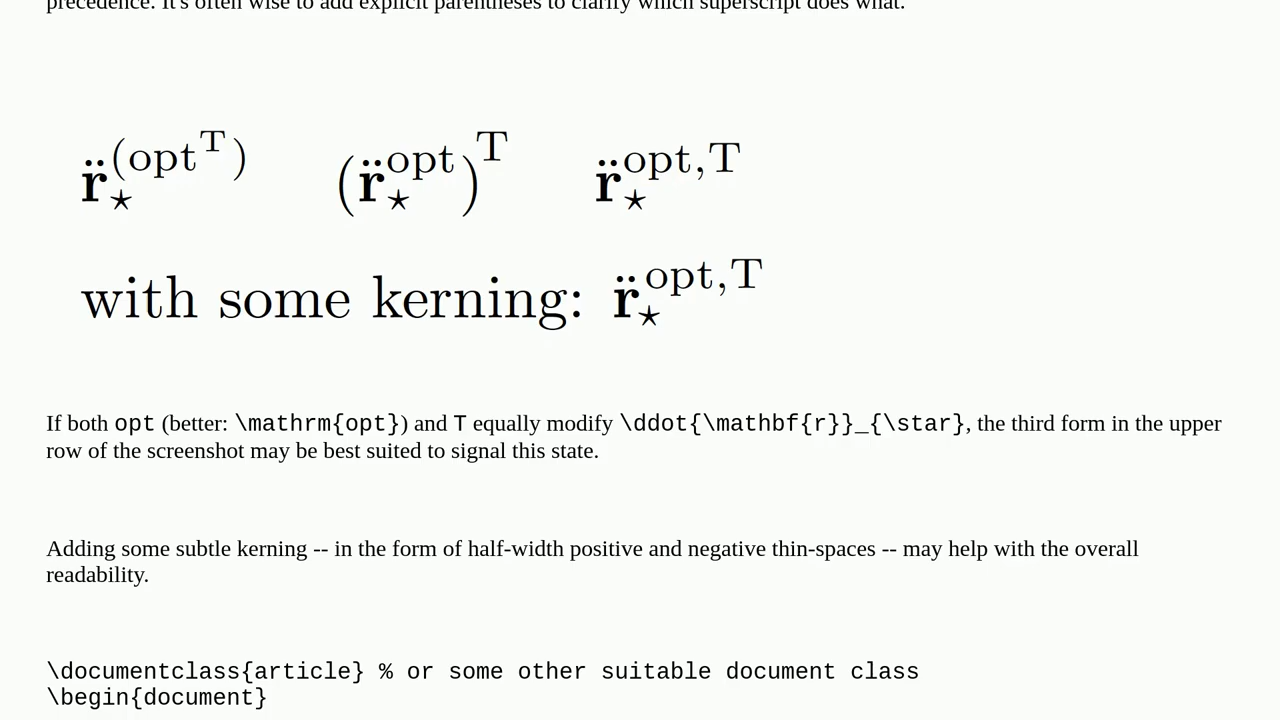 precedence. It's often wise to add explicit parentheses to clarify which superscript does what.
r̈⋆^(opt^T) (r̈⋆^opt)^T r̈⋆^opt,T
with some kerning: r̈⋆^opt,T
If both opt (better: \mathrm{opt}) and T equally modify \ddot{\mathbf{r}}_{\star}, the third form in the upper
row of the screenshot may be best suited to signal this state.
Adding some subtle kerning -- in the form of half-width positive and negative thin-spaces -- may help with the overall
readability.
\documentclass{article} % or some other suitable document class
\begin{document}